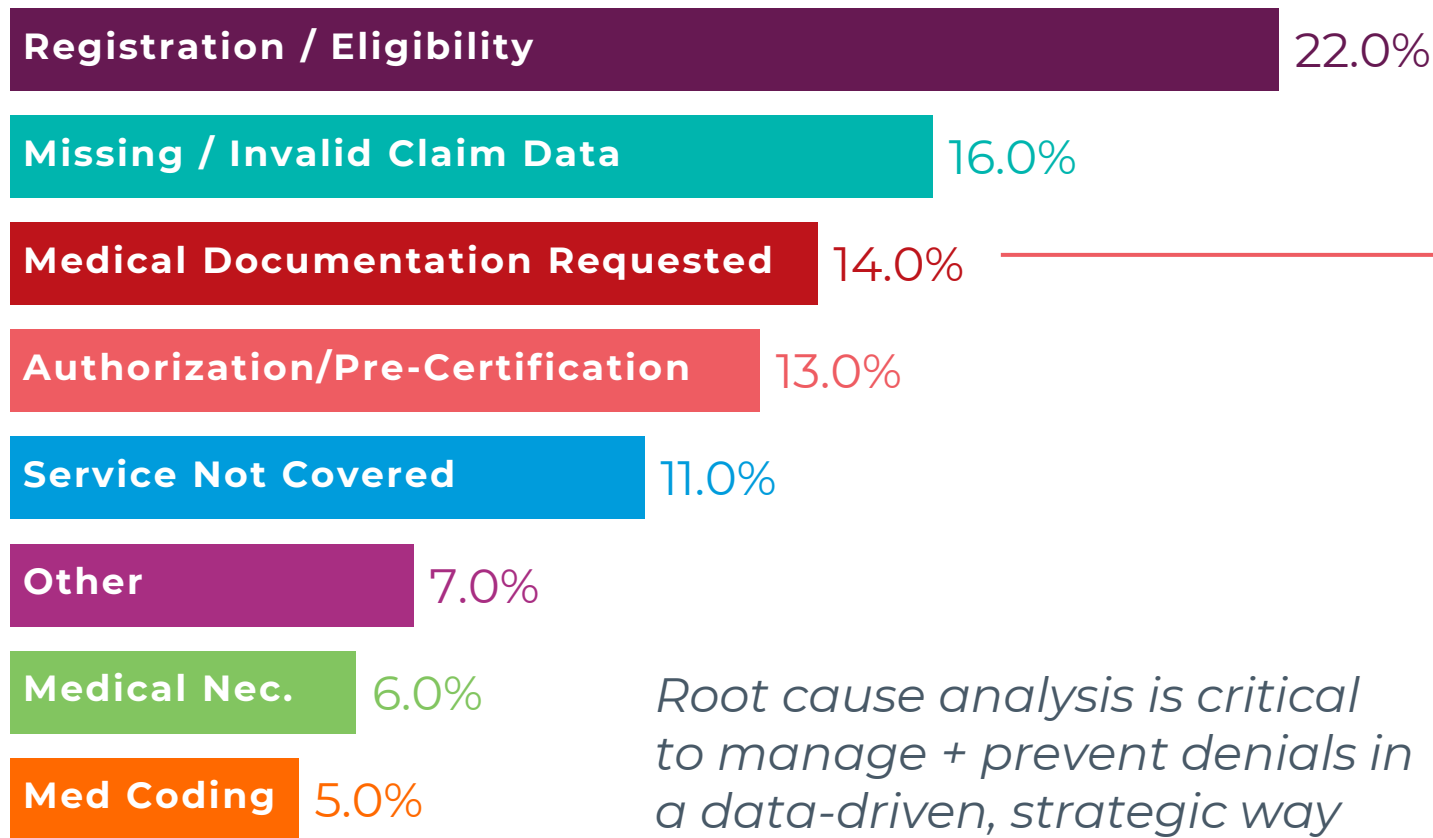 Registration / Eligibility 22.0%
Missing / Invalid Claim Data 16.0%
Medical Documentation Requested 14.0%
Authorization/Pre-Certification 13.0%
Service Not Covered 11.0%
Other 7.0%
Medical Nec. 6.0%
Med Coding 5.0%
Root cause analysis is critical
to manage + prevent denials in
a data-driven, strategic way